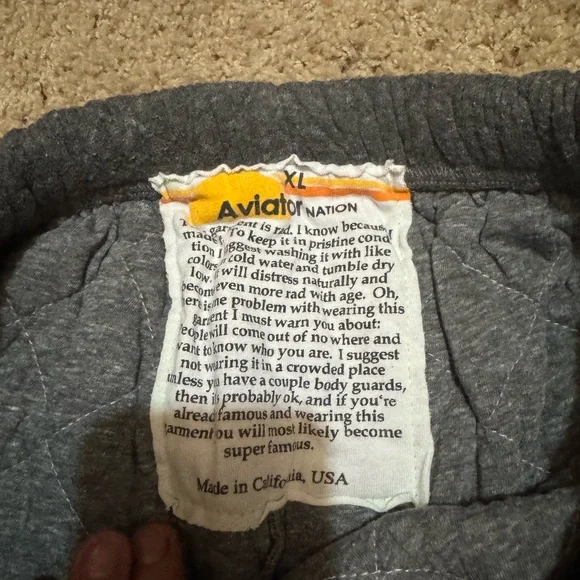 XL
Aviator NATION
garment is rad. I know because I
made it. To keep it in pristine cond
tion I suggest washing it with like
colors in cold water and tumble dry
low. It will distress naturally and
become even more rad with age. Oh,
there is one problem with wearing this
garment I must warn you about:
people will come out of no where and
want to know who you are. I suggest
not wearing it in a crowded place
unless you have a couple body guards,
then it's probably ok, and if you're
already famous and wearing this
garment you will most likely become
super famous.
Made in California, USA